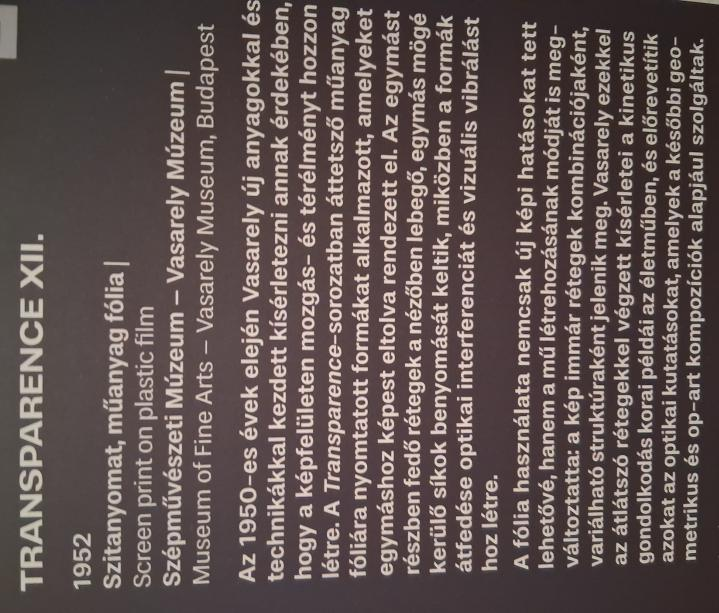 TRANSPARENCE XII.
1952
Szitanyomat, műanyag fólia |
Screen print on plastic film
Szépművészeti Múzeum – Vasarely Múzeum |
Museum of Fine Arts – Vasarely Museum, Budapest
Az 1950-es évek elején Vasarely új anyagokkal és
technikákkal kezdett kísérletezni annak érdekében,
hogy a képfelületen mozgás- és térélményt hozzon
létre. A Transparence-sorozatban áttetsző műanyag
fóliára nyomtatott formákat alkalmazott, amelyeket
egymáshoz képest eltolva rendezett el. Az egymást
részben fedő rétegek a nézőben lebegő, egymás mögé
kerülő síkok benyomását keltik, miközben a formák
átfedése optikai interferenciát és vizuális vibrálást
hoz létre.
A fólia használata nemcsak új képi hatásokat tett
lehetővé, hanem a mű létrehozásának módját is meg-
változtatta: a kép immár rétegek kombinációjaként,
variálható struktúraként jelenik meg. Vasarely ezekkel
az átlátszó rétegekkel végzett kísérletei a kinetikus
gondolkodás korai példái az életműben, és előrevetítik
azokat az optikai kutatásokat, amelyek a későbbi geo-
metrikus és op-art kompozíciók alapjául szolgáltak.